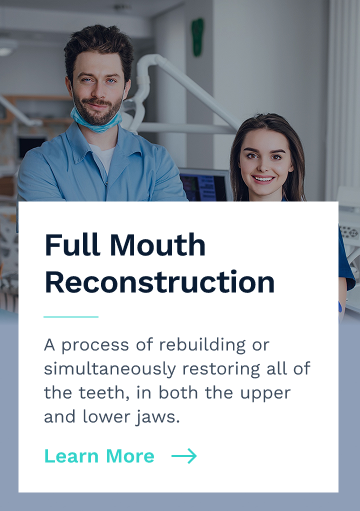 Full Mouth
Reconstruction
A process of rebuilding or
simultaneously restoring all of
the teeth, in both the upper
and lower jaws.
Learn More →